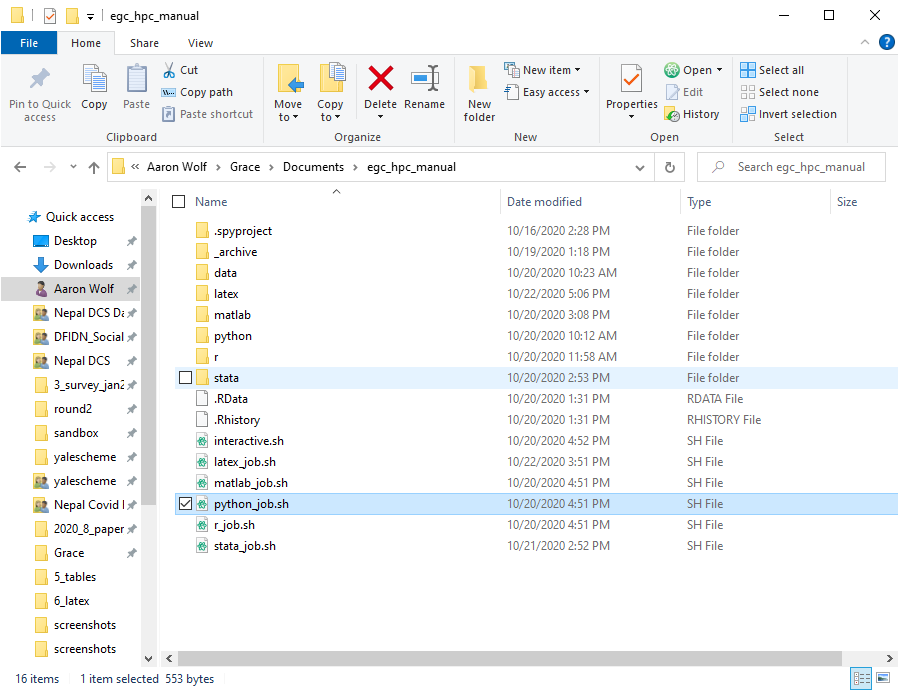 egc_hpc_manual
File Home Share View
Pin to Quick access
Copy
Paste
Cut
Copy path
Paste shortcut
Clipboard
Move to
Copy to
Delete
Rename
Organize
New folder
New item
Easy access
New
Properties
Open
Edit
History
Open
Select all
Select none
Invert selection
Select
« Aaron Wolf › Grace › Documents › egc_hpc_manual
Search egc_hpc_manual
Quick access
Desktop
Downloads
Aaron Wolf
Nepal DCS Da
DFIDN_Social
Nepal DCS
3_survey_jan2
round2
sandbox
yalescheme
yalescheme
Nepal Covid
2020_8_paper
Grace
5_tables
6_latex
screenshots
screenshots
Name Date modified Type Size
.spyproject 10/16/2020 2:28 PM File folder
_archive 10/19/2020 1:18 PM File folder
data 10/20/2020 10:23 AM File folder
latex 10/22/2020 5:06 PM File folder
matlab 10/20/2020 3:08 PM File folder
python 10/20/2020 10:12 AM File folder
r 10/20/2020 11:58 AM File folder
stata 10/20/2020 2:53 PM File folder
.RData 10/20/2020 1:31 PM RDATA File
.Rhistory 10/20/2020 1:31 PM RHISTORY File
interactive.sh 10/20/2020 4:52 PM SH File
latex_job.sh 10/22/2020 3:51 PM SH File
matlab_job.sh 10/20/2020 4:51 PM SH File
python_job.sh 10/20/2020 4:51 PM SH File
r_job.sh 10/20/2020 4:51 PM SH File
stata_job.sh 10/21/2020 2:52 PM SH File
16 items 1 item selected 553 bytes